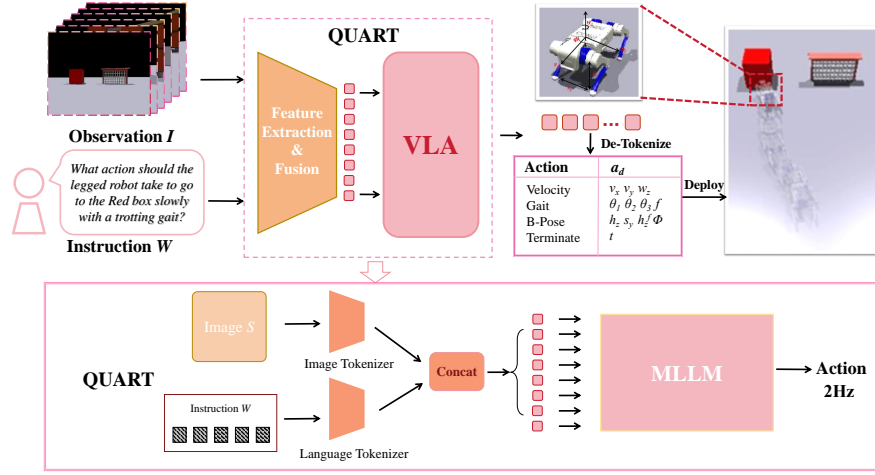 QUART
Feature
Extraction
&
Fusion
VLA
Observation I
What action should the
legged robot take to go
to the Red box slowly
with a trotting gait?
Instruction W
De-Tokenize
Action a_d
Velocity v_x v_y w_z
Gait θ_1 θ_2 θ_3 f
B-Pose h_z s_y h_z^f Φ
Terminate t
Deploy
QUART
Image S
Image Tokenizer
Instruction W
Language Tokenizer
Concat
MLLM
Action
2Hz